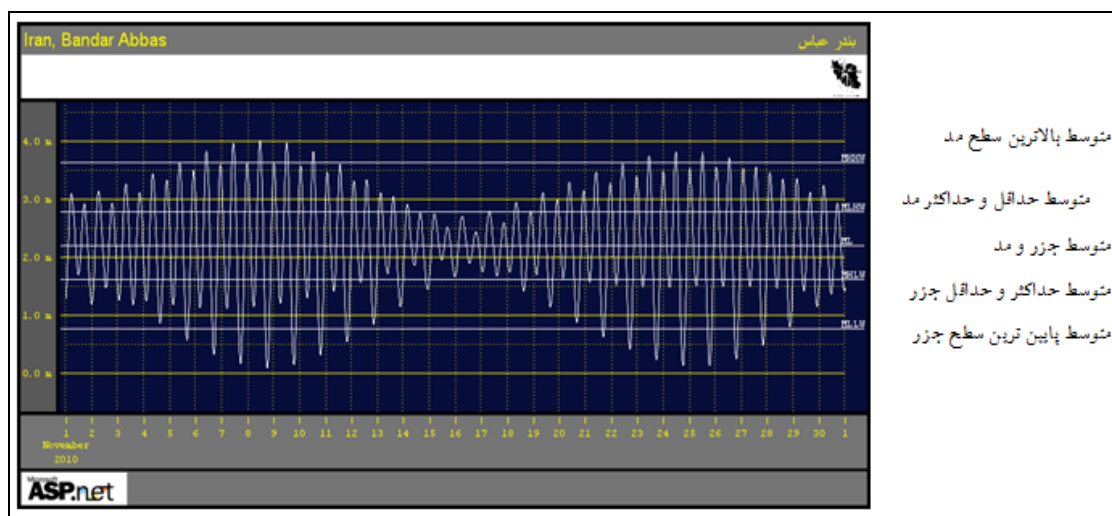 Iran, Bandar Abbas بندر عباس
4.0 m
3.0 m
2.0 m
1.0 m
0.0 m
MHHW
MLHW
ML
MHLW
MLLW
متوسط بالاترین سطح مد
متوسط حداقل و حداکثر مد
متوسط جزر و مد
متوسط حداکثر و حداقل جزر
متوسط پایین ترین سطح جزر
1 2 3 4 5 6 7 8 9 10 11 12 13 14 15 16 17 18 19 20 21 22 23 24 25 26 27 28 29 30 1
November
2010
Microsoft
ASP.net